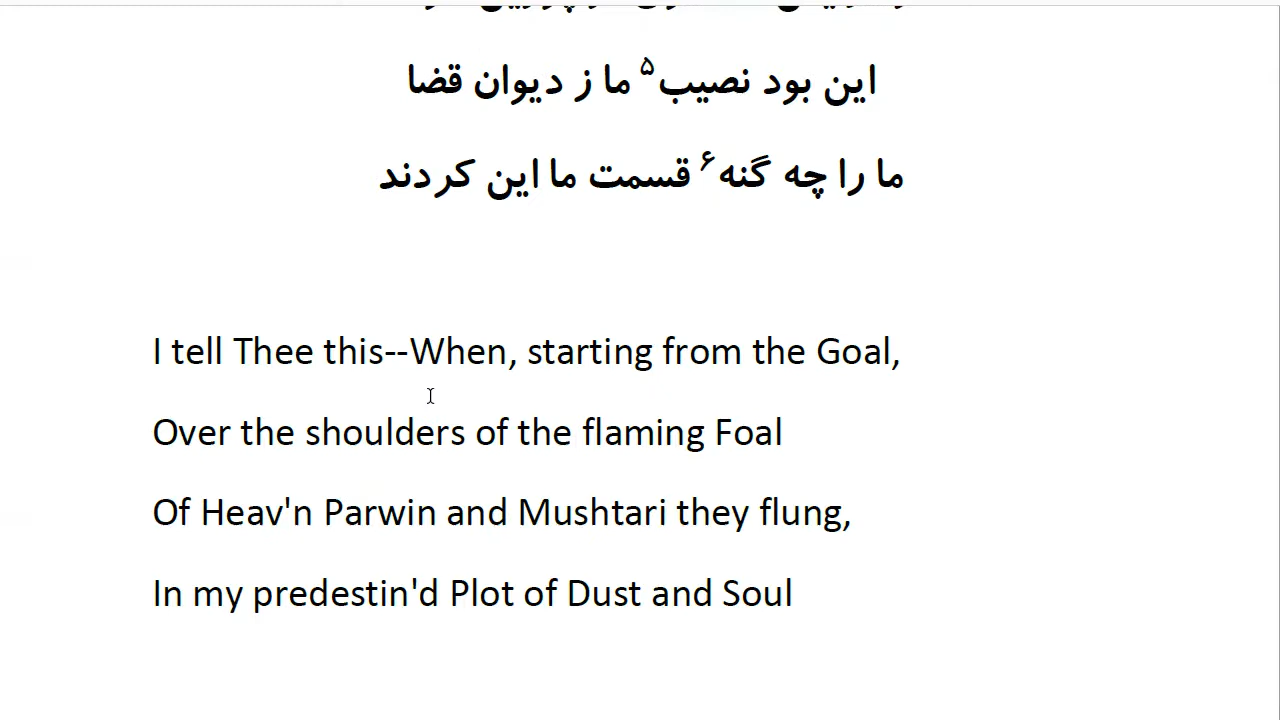 این بود نصیب۵ ما ز دیوان قضا
ما را چه گنه۶ قسمت ما این کردند
I tell Thee this--When, starting from the Goal,
Over the shoulders of the flaming Foal
Of Heav'n Parwin and Mushtari they flung,
In my predestin'd Plot of Dust and Soul